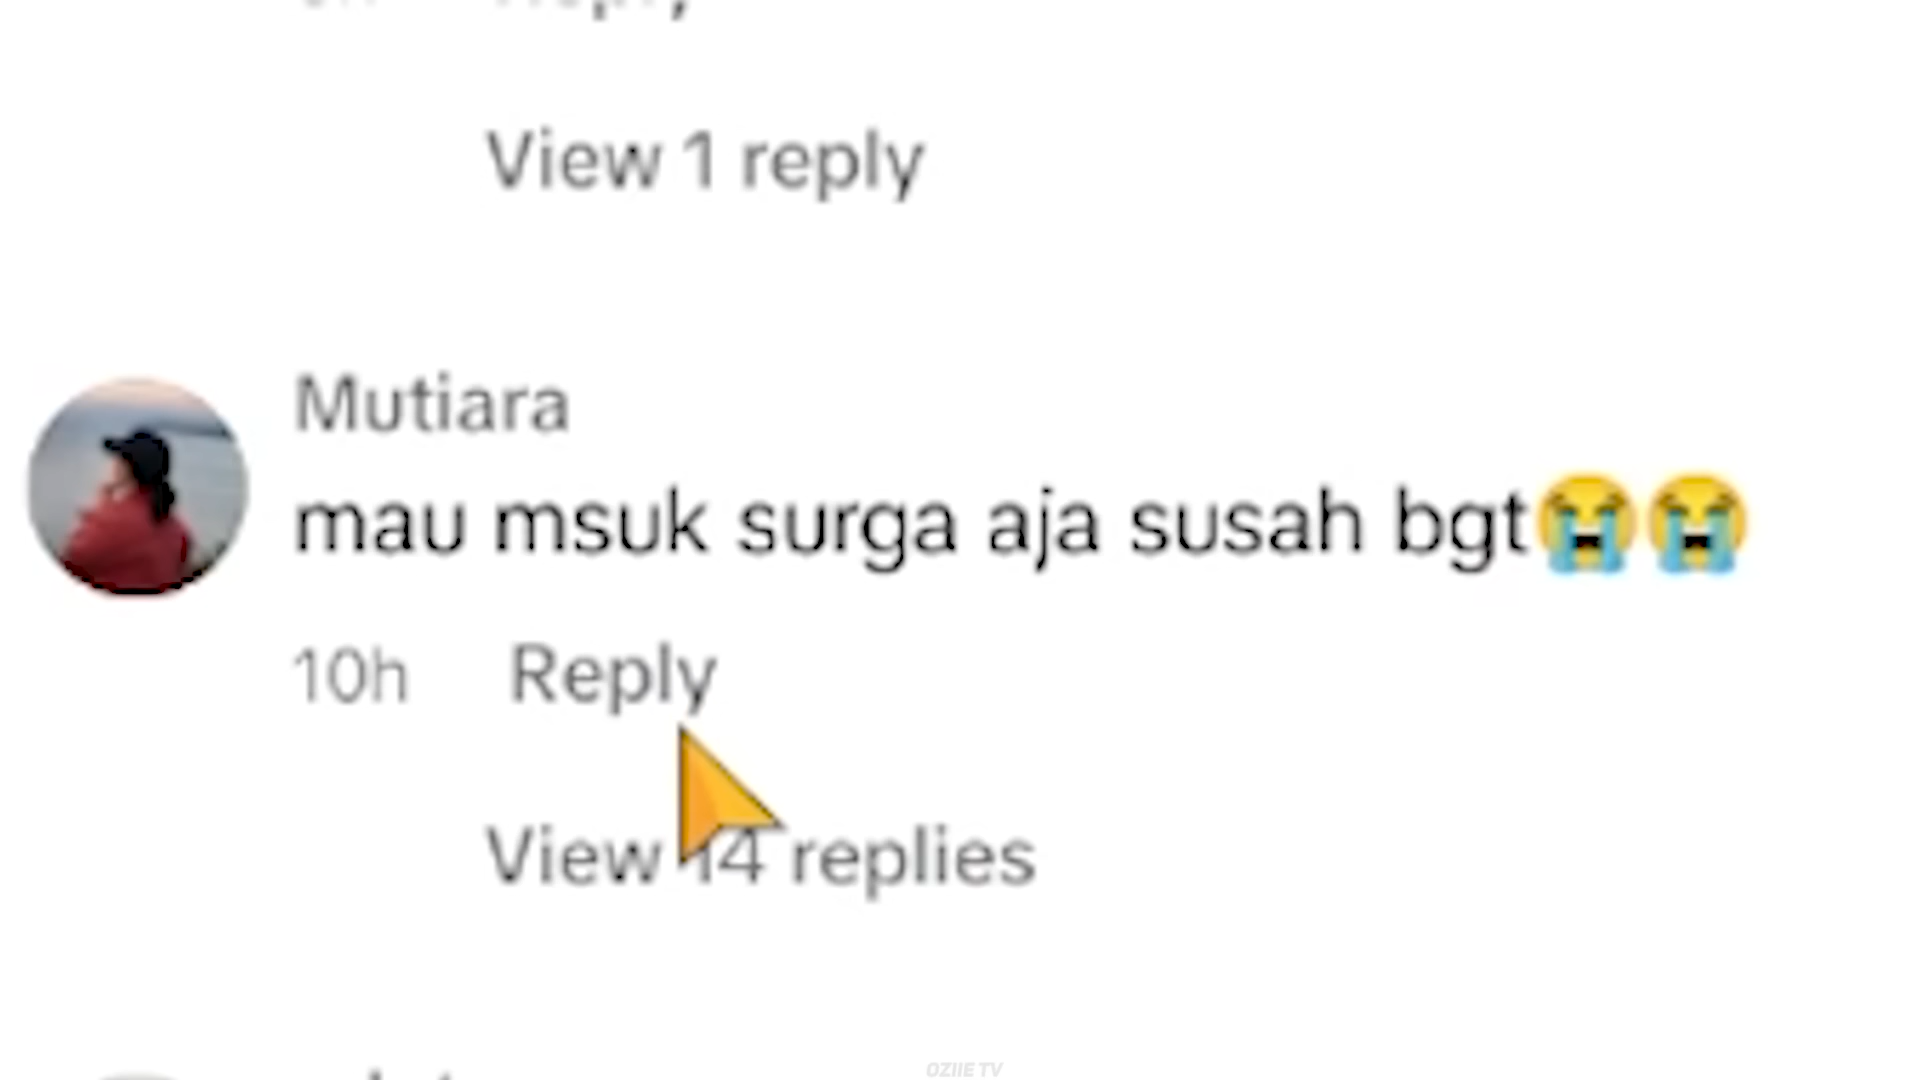 View 1 reply
Mutiara
mau msuk surga aja susah bgt😭😭
10h Reply
View 14 replies
OZIIE TV